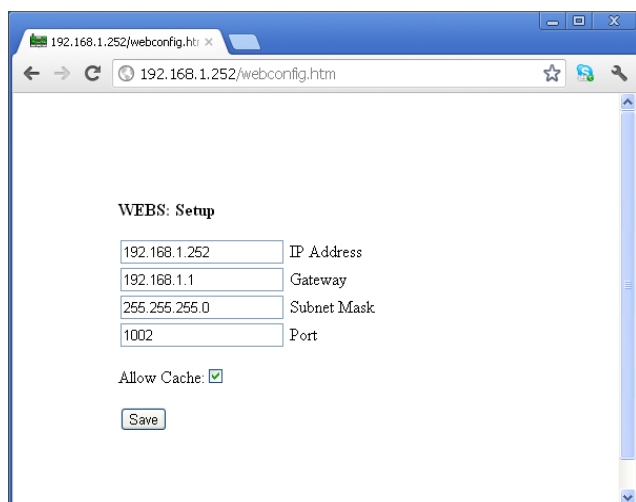 192.168.1.252/webconfig.ht
192.168.1.252/webconfig.htm
WEBS: Setup
192.168.1.252 IP Address
192.168.1.1 Gateway
255.255.255.0 Subnet Mask
1002 Port
Allow Cache:
Save